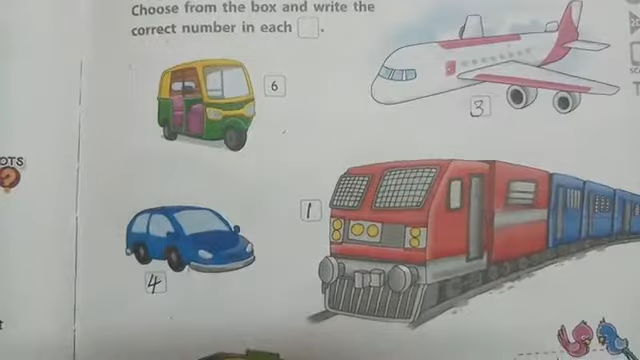 Choose from the box and write the
correct number in each
6
3
OTS
1
4